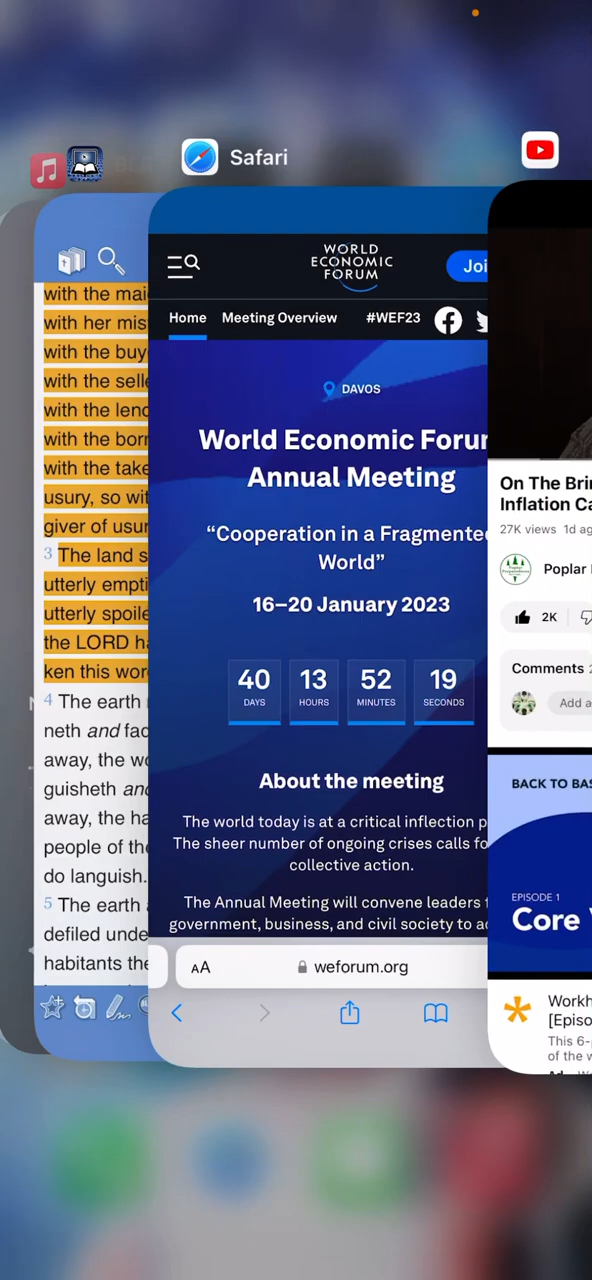 Safari
with the mai
with her mis
with the buy
with the selle
with the lend
with the borr
with the take
usury, so wit
giver of usur
3 The land s
utterly empti
utterly spoile
the LORD ha
ken this wor
4 The earth
neth and fad
away, the wo
guisheth and
away, the ha
people of the
do languish.
5 The earth
defiled unde
habitants the
WORLD
ECONOMIC
FORUM
Joi
Home Meeting Overview #WEF23
DAVOS
World Economic Forum
Annual Meeting
“Cooperation in a Fragmented
World”
16–20 January 2023
40 13 52 19
DAYS HOURS MINUTES SECONDS
About the meeting
The world today is at a critical inflection p
The sheer number of ongoing crises calls fo
collective action.
The Annual Meeting will convene leaders f
government, business, and civil society to ad
AA weforum.org
On The Bri
Inflation Ca
27K views 1d ag
Poplar
2K
Comments 2
Add a
BACK TO BAS
EPISODE 1
Core
Workh
[Episo
This 6-p
of the w
Ad